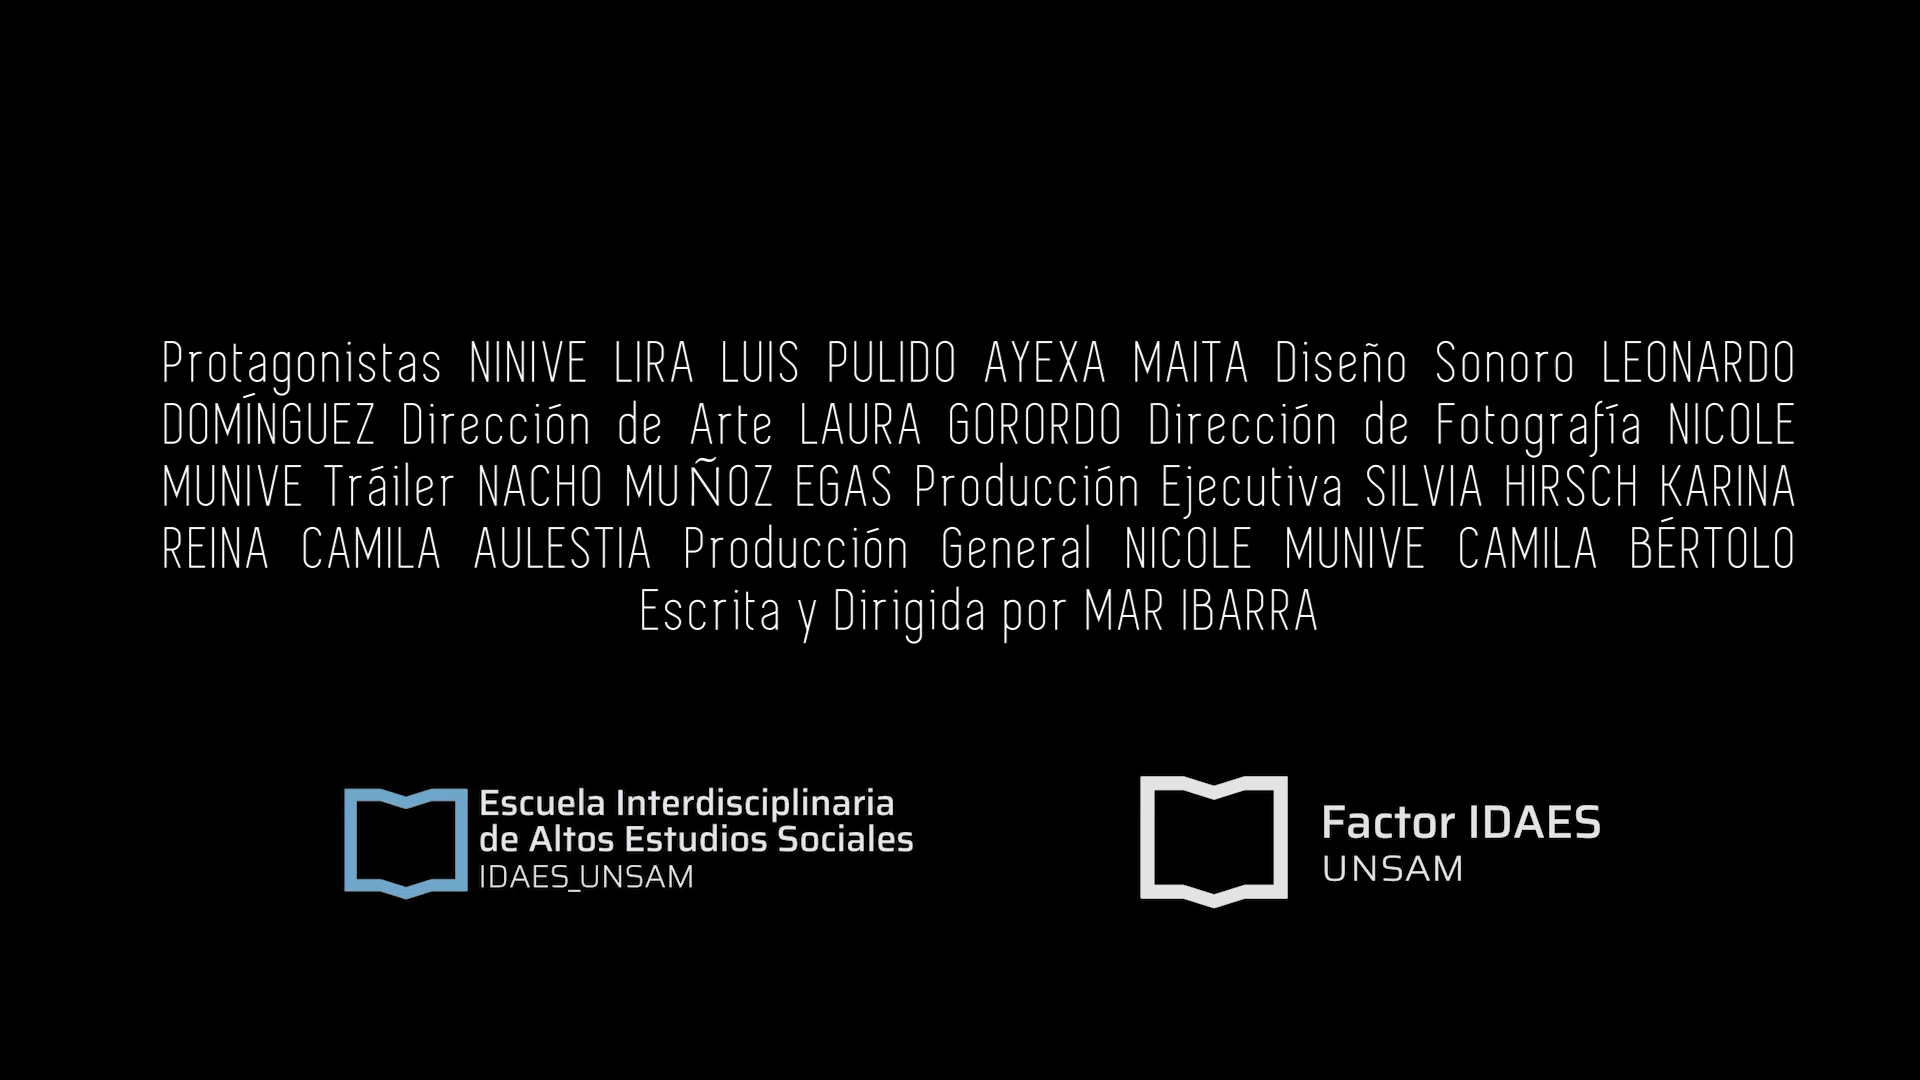 Protagonistas NINIVE LIRA LUIS PULIDO AYEXA MAITA Diseño Sonoro LEONARDO
DOMÍNGUEZ Dirección de Arte LAURA GORORDO Dirección de Fotografía NICOLE
MUNIVE Tráiler NACHO MUÑOZ EGAS Producción Ejecutiva SILVIA HIRSCH KARINA
REINA CAMILA AULESTIA Producción General NICOLE MUNIVE CAMILA BÉRTOLO
Escrita y Dirigida por MAR IBARRA
Escuela Interdisciplinaria
de Altos Estudios Sociales
IDAES_UNSAM
Factor IDAES
UNSAM